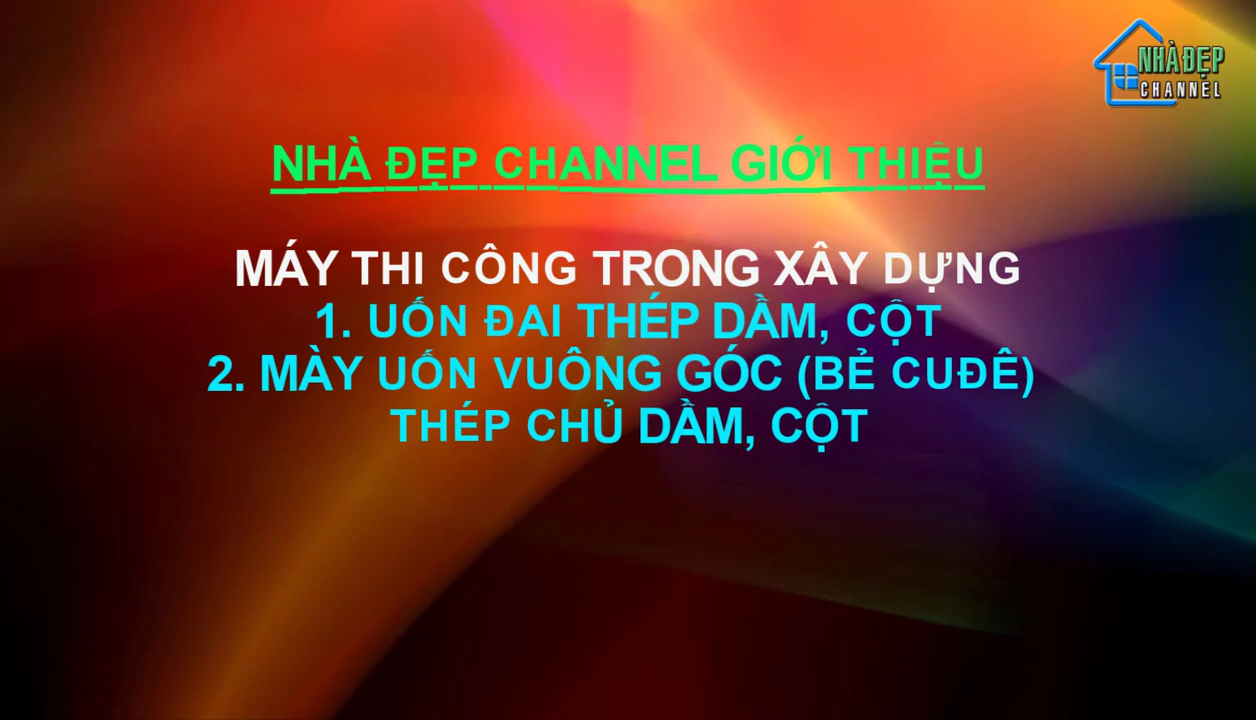 NHÀ ĐẸP
CHANNEL
NHÀ ĐẸP CHANNEL GIỚI THIỆU
MÁY THI CÔNG TRONG XÂY DỰNG
1. UỐN ĐAI THÉP DẦM, CỘT
2. MÀY UỐN VUÔNG GÓC (BẺ CUĐÊ)
THÉP CHỦ DẦM, CỘT